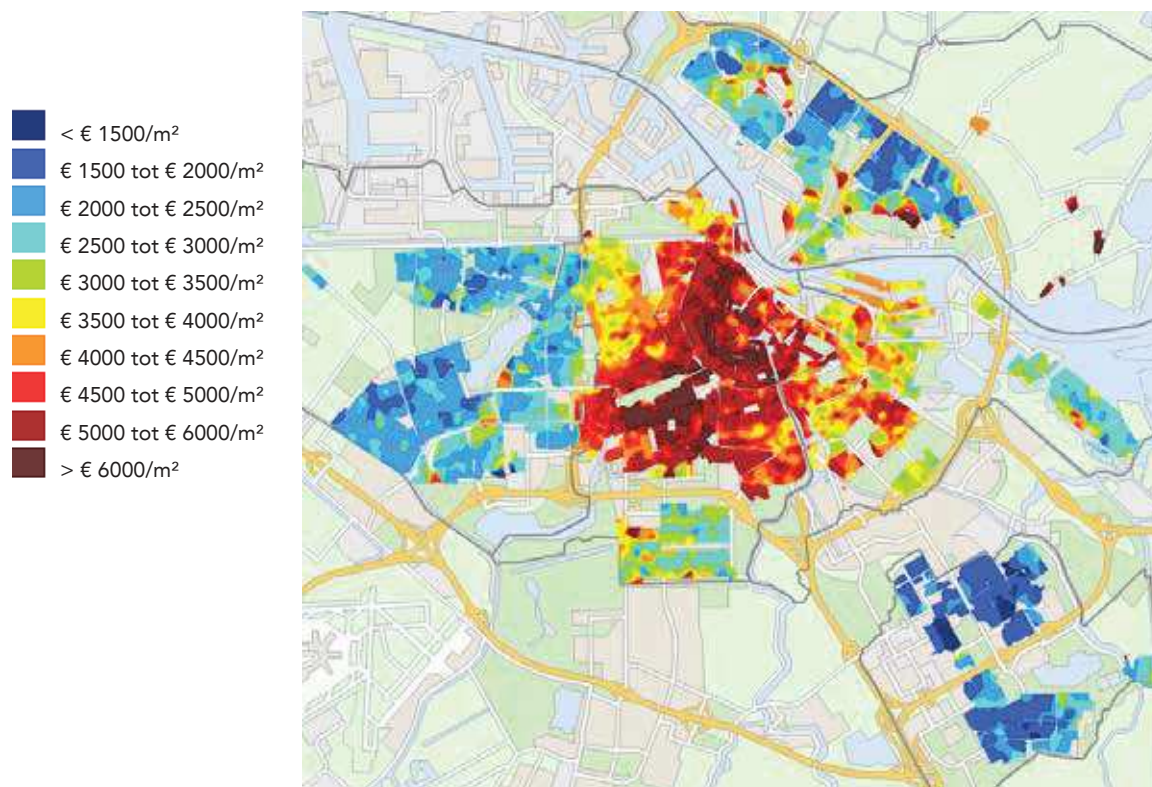 < € 1500/m²
€ 1500 tot € 2000/m²
€ 2000 tot € 2500/m²
€ 2500 tot € 3000/m²
€ 3000 tot € 3500/m²
€ 3500 tot € 4000/m²
€ 4000 tot € 4500/m²
€ 4500 tot € 5000/m²
€ 5000 tot € 6000/m²
> € 6000/m²